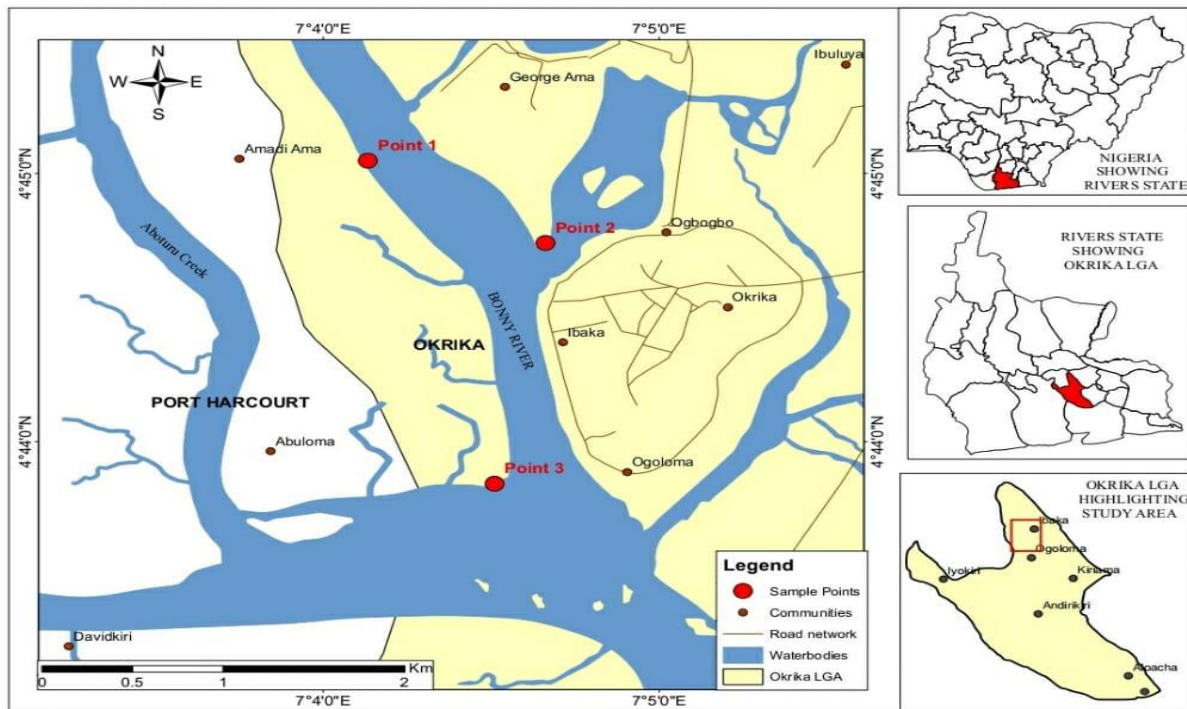 7°4'0"E
7°5'0"E
N
W
E
S
4°45'0"N
4°44'0"N
4°45'0"N
4°44'0"N
George Ama
Ibuluya
Point 1
Amadi Ama
Point 2
Ogbogbo
Aboturu Creek
BONNY RIVER
Okrika
Ibaka
OKRIKA
PORT HARCOURT
Abuloma
Point 3
Ogoloma
Davidkiri
Km
0
0.5
1
2
7°4'0"E
7°5'0"E
Legend
Sample Points
Communities
Road network
Waterbodies
Okrika LGA
NIGERIA
SHOWING
RIVERS STATE
RIVERS STATE
SHOWING
OKRIKA LGA
OKRIKA LGA
HIGHLIGHTING
STUDY AREA
Ibaka
Ogoloma
Iyokiri
Andirikiri